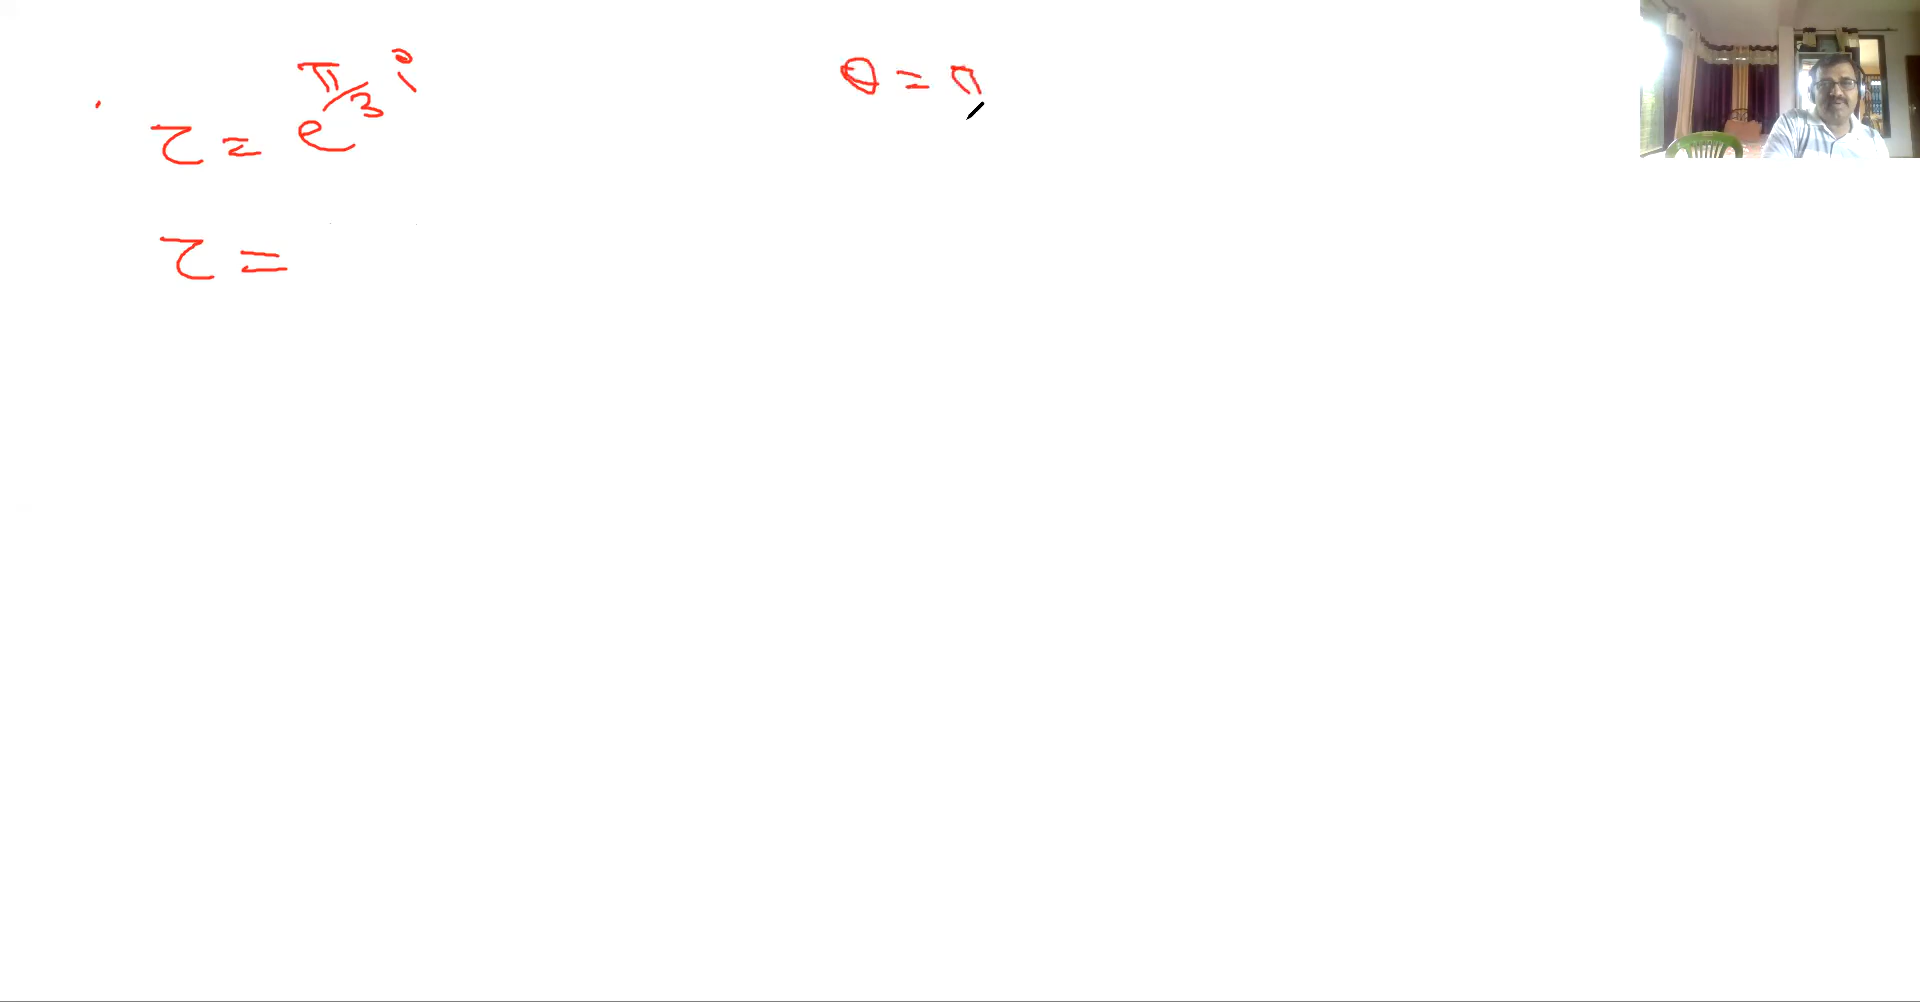 z = e^{π/3 i}
θ = π
z =